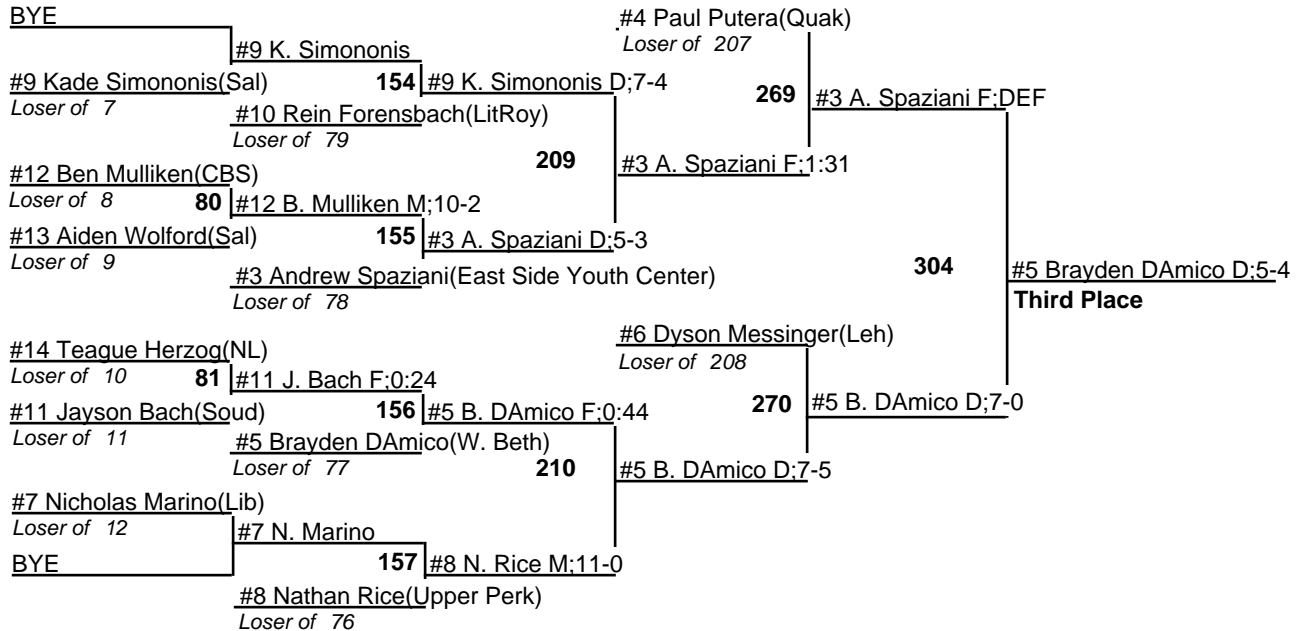 BYE
#9 K. Simononis
#9 Kade Simononis(Sal)
Loser of 7
154
#9 K. Simononis D;7-4
#10 Rein Forensbach(LitRoy)
Loser of 79
209
#12 Ben Mulliken(CBS)
Loser of 8
80
#12 B. Mulliken M;10-2
#13 Aiden Wolford(Sal)
Loser of 9
155
#3 A. Spaziani D;5-3
#3 Andrew Spaziani(East Side Youth Center)
Loser of 78
#4 Paul Putera(Quak)
Loser of 207
269
#3 A. Spaziani F;DEF
#3 A. Spaziani F;1:31
304
#5 Brayden DAmico D;5-4
Third Place
#14 Teague Herzog(NL)
Loser of 10
81
#11 J. Bach F;0:24
#11 Jayson Bach(Soud)
Loser of 11
156
#5 B. DAmico F;0:44
#5 Brayden DAmico(W. Beth)
Loser of 77
210
#7 Nicholas Marino(Lib)
Loser of 12
#7 N. Marino
BYE
157
#8 N. Rice M;11-0
#8 Nathan Rice(Upper Perk)
Loser of 76
#6 Dyson Messinger(Leh)
Loser of 208
270
#5 B. DAmico D;7-0
#5 B. DAmico D;7-5